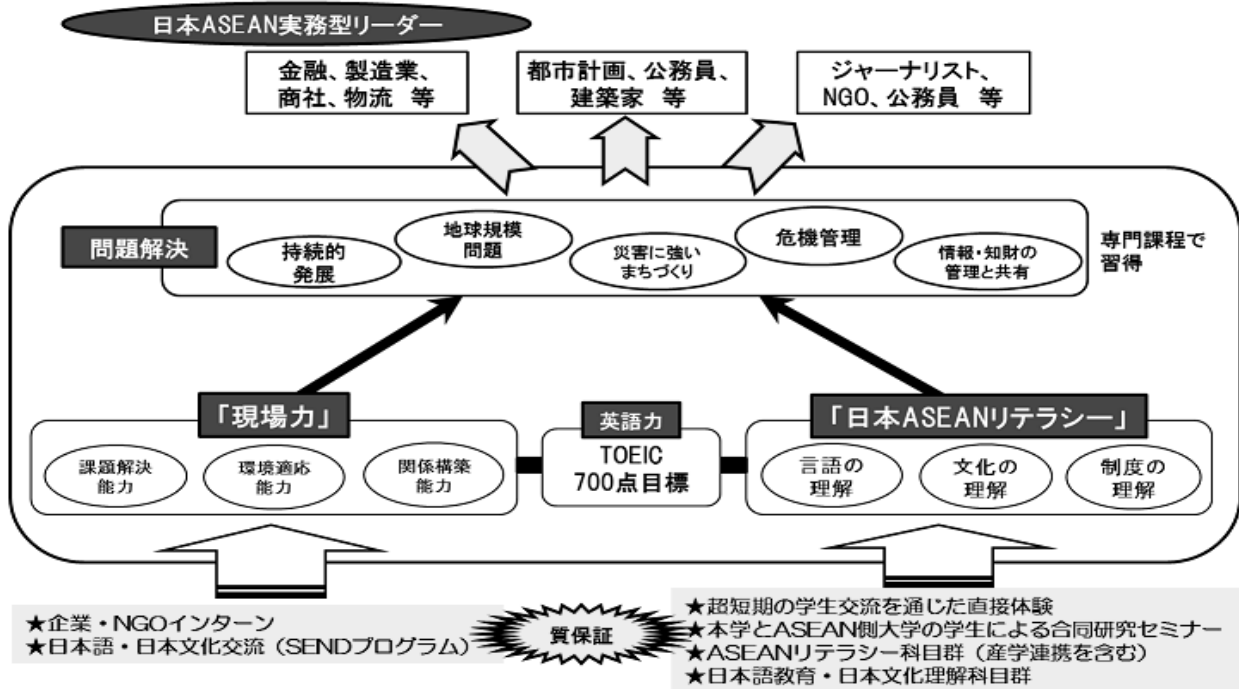 日本ASEAN実務型リーダー
金融、製造業、
商社、物流 等
都市計画、公務員、
建築家 等
ジャーナリスト、
NGO、公務員 等
問題解決
持続的
発展
地球規模
問題
災害に強い
まちづくり
危機管理
情報・知財の
管理と共有
専門課程で
習得
「現場力」
課題解決
能力
環境適応
能力
関係構築
能力
英語力
TOEIC
700点目標
「日本ASEANリテラシー」
言語の
理解
文化の
理解
制度の
理解
★企業・NGOインターン
★日本語・日本文化交流（SENDプログラム）
質保証
★超短期の学生交流を通じた直接体験
★本学とASEAN側大学の学生による合同研究セミナー
★ASEANリテラシー科目群（産学連携を含む）
★日本語教育・日本文化理解科目群